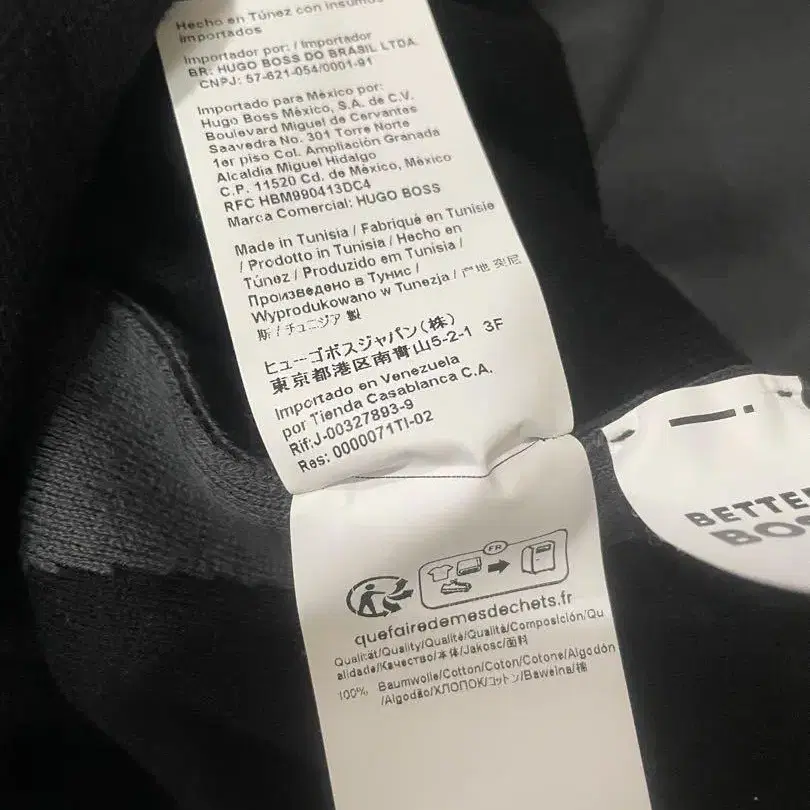 Hecho en Túnez con insumos
importados
Importador por: / Importador
BR: HUGO BOSS DO BRASIL LTDA.
CNPJ: 57-621-054/0001-91
Importado para México por:
Hugo Boss México, S.A. de C.V.
Boulevard Miguel de Cervantes
Saavedra No. 301 Torre Norte
1er piso Col. Ampliación Granada
Alcaldia Miguel Hidalgo
C.P. 11520 Cd. de México, México
RFC HBM990413DC4
Marca Comercial: HUGO BOSS
Made in Tunisia / Fabriqué en Tunisie
/ Prodotto in Tunisia / Hecho en
Túnez / Produzido em Tunisia /
Произведено в Тунис /
Wyprodukowano w Tunezja / 产地 突尼
斯 / チュニジア 製
ヒューゴボスジャパン(株)
東京都港区南青山5-2-1 3F
Importado en Venezuela
por Tienda Casablanca C.A.
Rif:J-00327893-9
Res: 0000071TI-02
FR
quefairedemesdechets.fr
Qualität/Quality/Qualité/Qualità/Composición/Qu
alidade/Качество/本体/Jakosc/面料
100% Baumwolle/Cotton/Coton/Cotone/Algodón
/Algodão/ХЛОПОК/コットン/Bawelna/棉
BETTE
BO